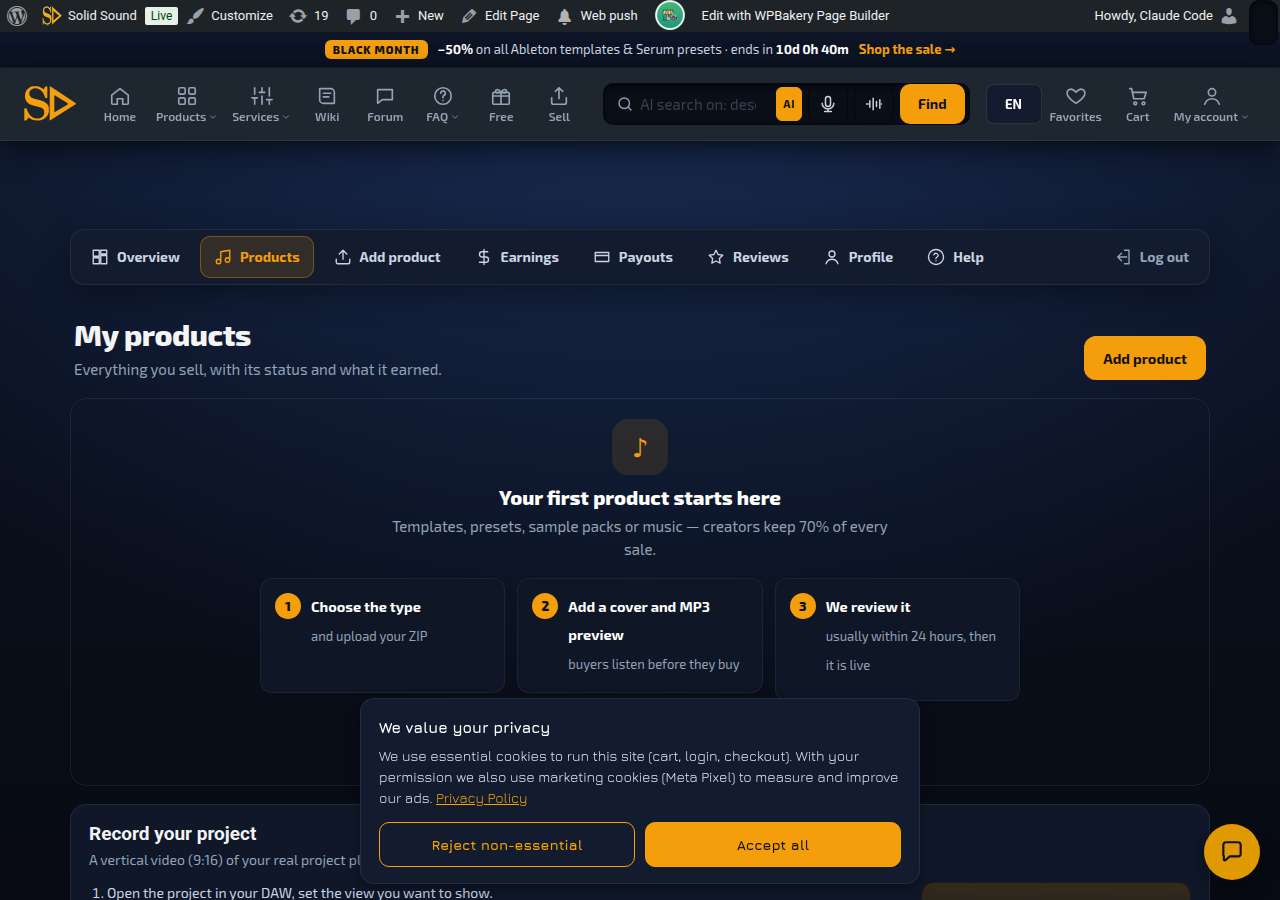 Solid Sound Live Customize 19 0 New Edit Page Web push Edit with WPBakery Page Builder Howdy, Claude Code
BLACK MONTH −50% on all Ableton templates & Serum presets · ends in 10d 0h 40m Shop the sale →
Home Products Services Wiki Forum FAQ Free Sell AI search on: des AI Find EN Favorites Cart My account
Overview Products Add product Earnings Payouts Reviews Profile Help Log out
My products
Everything you sell, with its status and what it earned.
Add product
Your first product starts here
Templates, presets, sample packs or music — creators keep 70% of every
sale.
1 Choose the type
and upload your ZIP
2 Add a cover and MP3
preview
buyers listen before they buy
3 We review it
usually within 24 hours, then
it is live
We value your privacy
We use essential cookies to run this site (cart, login, checkout). With your
permission we also use marketing cookies (Meta Pixel) to measure and improve
our ads. Privacy Policy
Reject non-essential Accept all
Record your project
A vertical video (9:16) of your real project pl
1. Open the project in your DAW, set the view you want to show.